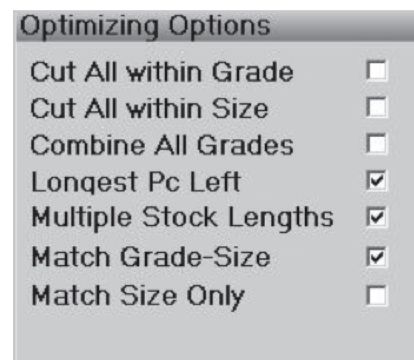 Optimizing Options
Cut All within Grade
Cut All within Size
Combine All Grades
Longest Pc Left
Multiple Stock Lengths
Match Grade-Size
Match Size Only